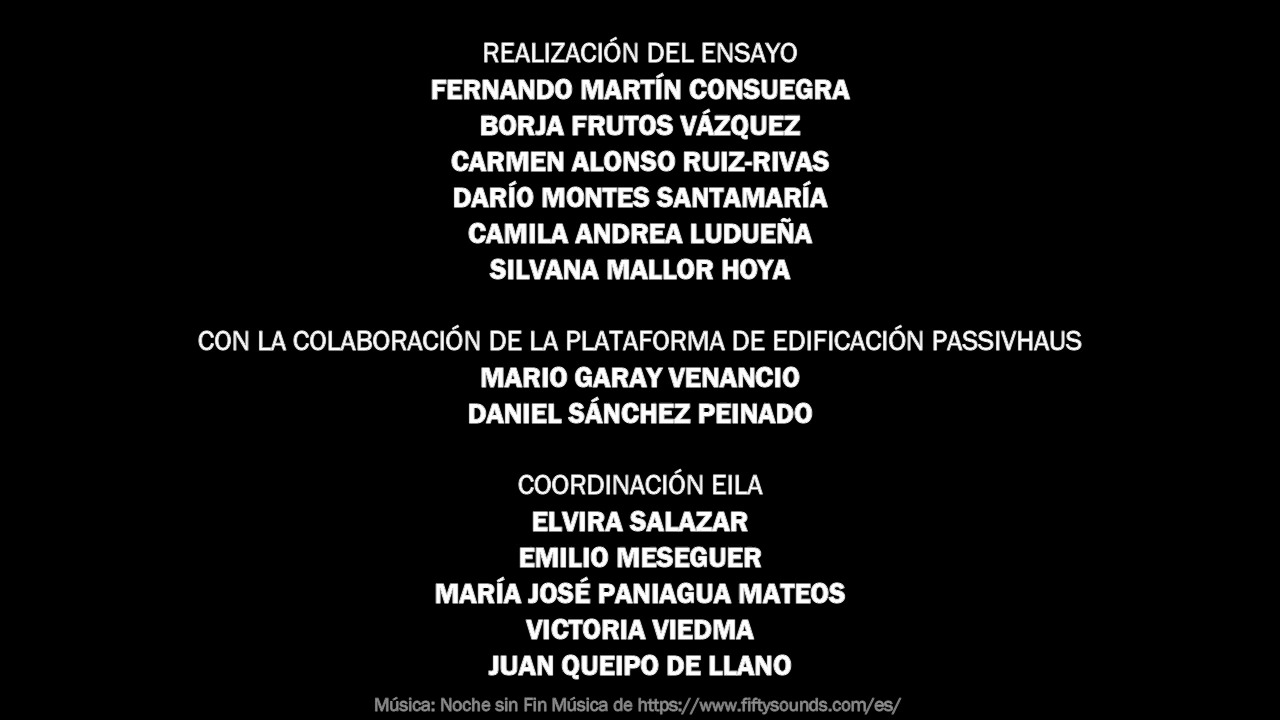 REALIZACIÓN DEL ENSAYO
FERNANDO MARTÍN CONSUEGRA
BORJA FRUTOS VÁZQUEZ
CARMEN ALONSO RUIZ-RIVAS
DARÍO MONTES SANTAMARÍA
CAMILA ANDREA LUDUEÑA
SILVANA MALLOR HOYA
CON LA COLABORACIÓN DE LA PLATAFORMA DE EDIFICACIÓN PASSIVHAUS
MARIO GARAY VENANCIO
DANIEL SÁNCHEZ PEINADO
COORDINACIÓN EILA
ELVIRA SALAZAR
EMILIO MESEGUER
MARÍA JOSÉ PANIAGUA MATEOS
VICTORIA VIEDMA
JUAN QUEIPO DE LLANO
Música: Noche sin Fin Música de https://www.fiftysounds.com/es/